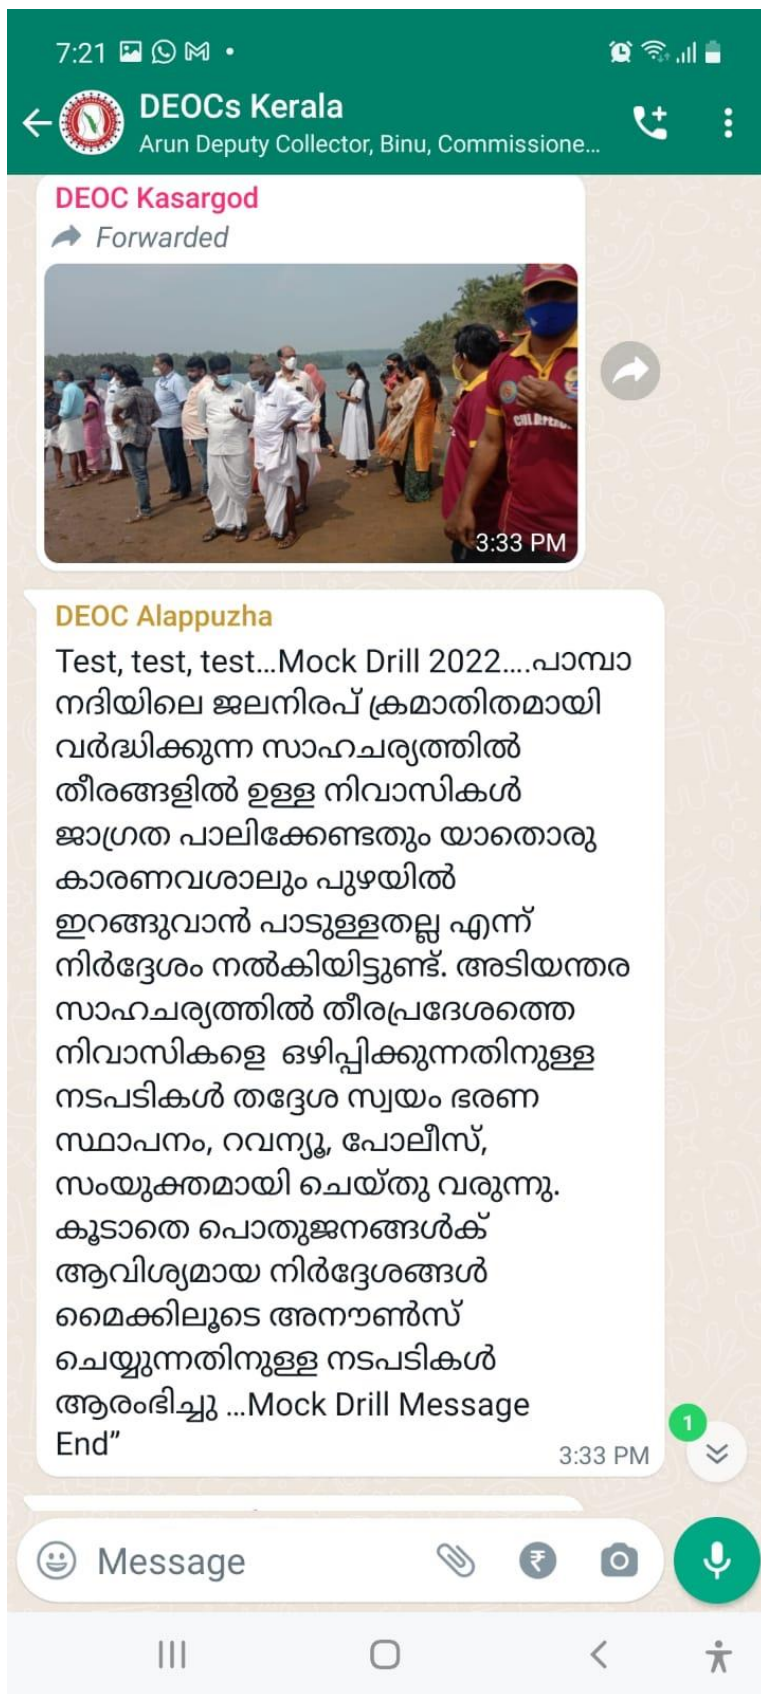 7:21
DEOCs Kerala
Arun Deputy Collector, Binu, Commissione...
DEOC Kasargod
Forwarded
3:33 PM
DEOC Alappuzha
Test, test, test...Mock Drill 2022....പാമ്പാ
നദിയിലെ ജലനിരപ് ക്രമാതിതമായി
വർദ്ധിക്കുന്ന സാഹചര്യത്തിൽ
തീരങ്ങളിൽ ഉള്ള നിവാസികൾ
ജാഗ്രത പാലിക്കേണ്ടതും യാതൊരു
കാരണവശാലും പുഴയിൽ
ഇറങ്ങുവാൻ പാടുള്ളതല്ല എന്ന്
നിർദ്ദേശം നൽകിയിട്ടുണ്ട്. അടിയന്തര
സാഹചര്യത്തിൽ തീരപ്രദേശത്തെ
നിവാസികളെ  ഒഴിപ്പിക്കുന്നതിനുള്ള
നടപടികൾ തദ്ദേശ സ്വയം ഭരണ
സ്ഥാപനം, റവന്യൂ, പോലീസ്,
സംയുക്തമായി ചെയ്തു വരുന്നു.
കൂടാതെ പൊതുജനങ്ങൾക്
ആവിശ്യമായ നിർദ്ദേശങ്ങൾ
മൈക്കിലൂടെ അനൗൺസ്
ചെയ്യുന്നതിനുള്ള നടപടികൾ
ആരംഭിച്ചു ...Mock Drill Message
End”
3:33 PM
1
Message